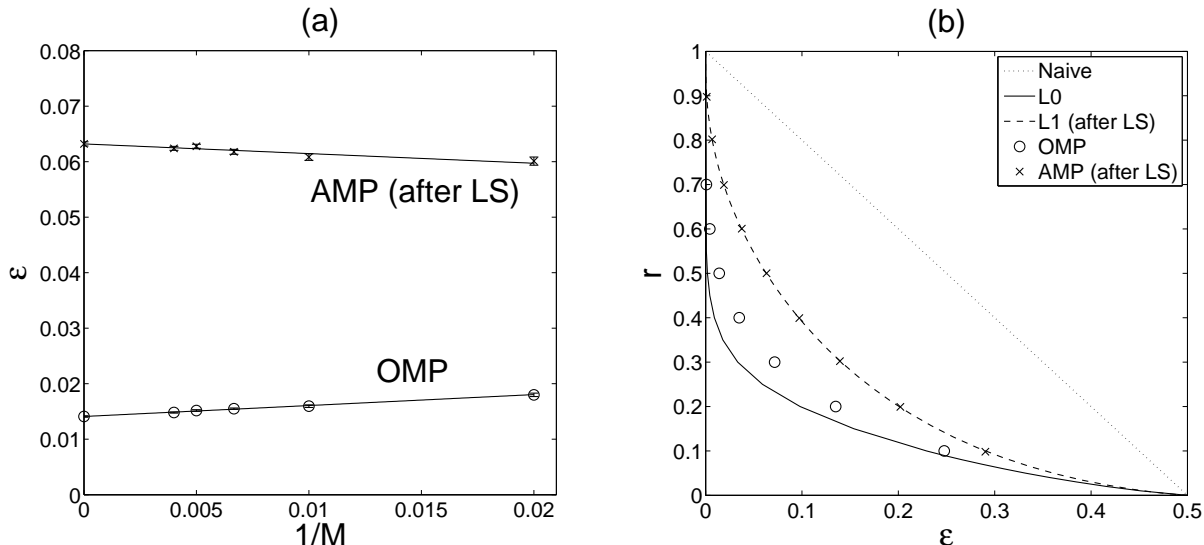 (a)
0.08
0.07
0.06
0.05
0.04
0.03
0.02
0.01
0
ε
AMP (after LS)
OMP
0 0.005 0.01 0.015 0.02
1/M
(b)
1
0.9
0.8
0.7
0.6
0.5
0.4
0.3
0.2
0.1
0
r
Naive
L0
L1 (after LS)
OMP
AMP (after LS)
0 0.1 0.2 0.3 0.4 0.5
ε